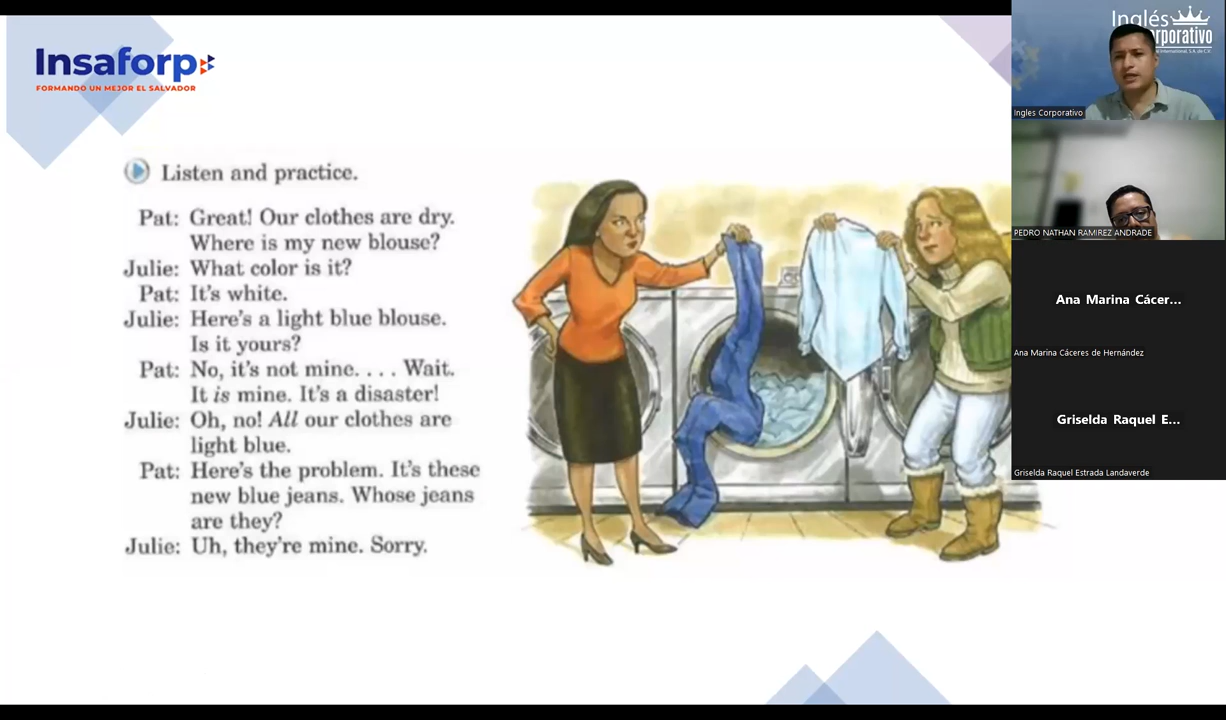 Insaforp
FORMANDO UN MEJOR EL SALVADOR
Listen and practice.
Pat: Great! Our clothes are dry.
Where is my new blouse?
Julie: What color is it?
Pat: It's white.
Julie: Here's a light blue blouse.
Is it yours?
Pat: No, it's not mine. . . . Wait.
It is mine. It's a disaster!
Julie: Oh, no! All our clothes are
light blue.
Pat: Here's the problem. It's these
new blue jeans. Whose jeans
are they?
Julie: Uh, they're mine. Sorry.
Inglés
Ingles Corporativo
PEDRO NATHAN RAMIREZ ANDRADE
Ana Marina Cácer...
Ana Marina Cáceres de Hernández
Griselda Raquel E...
Griselda Raquel Estrada Landaverde